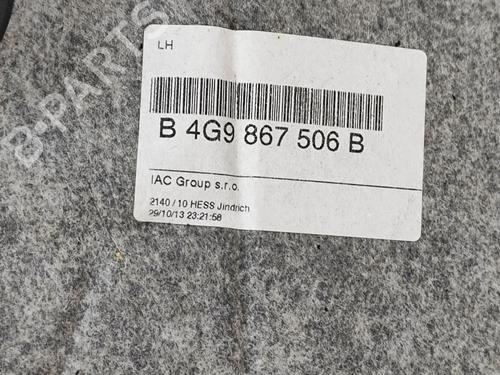 LH
B 4G9 867 506 B
IAC Group s.r.o.
2140 / 10 HESS Jindrich
29/10/13 23:21:58
B-PARTS